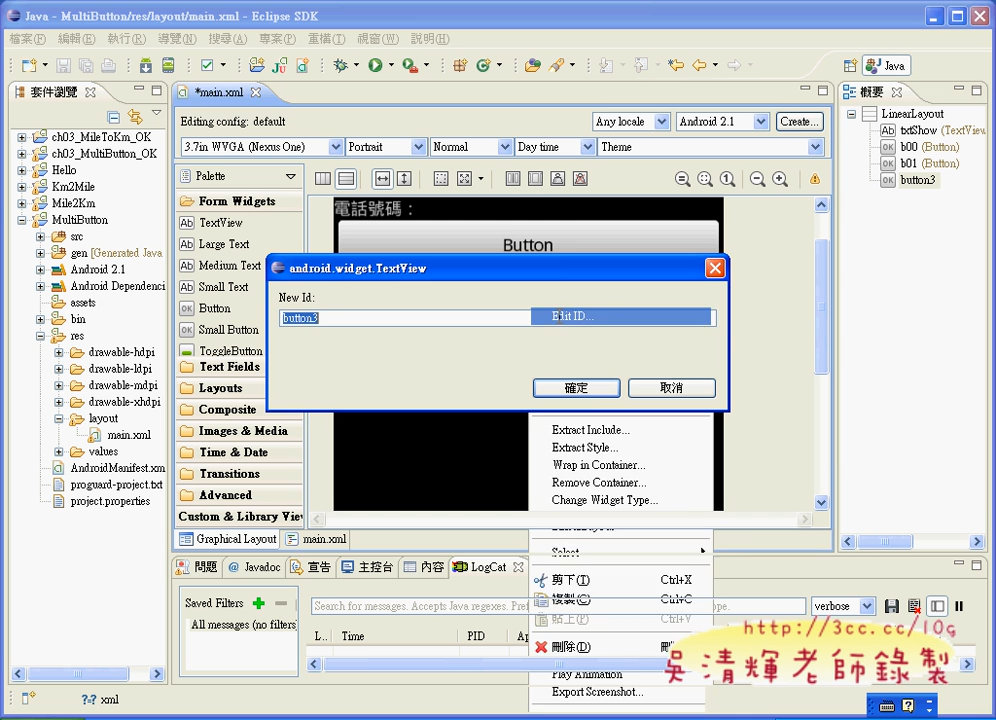 Java - MultiButton/res/layout/main.xml - Eclipse SDK
檔案(F) 編輯(E) 執行(R) 導覽(N) 搜尋(A) 專案(P) 重構(T) 視窗(W) 說明(H)
Java
套件瀏覽
*main.xml
概要
ch03_MileToKm_OK
ch03_MultiButton_OK
Hello
Km2Mile
Mile2Km
MultiButton
src
gen [Generated Java
Android 2.1
Android Dependenci
assets
bin
res
drawable-hdpi
drawable-ldpi
drawable-mdpi
drawable-xhdpi
layout
main.xml
values
AndroidManifest.xm
proguard-project.txt
project.properties
Editing config: default
Any locale
Android 2.1
Create...
3.7in WVGA (Nexus One)
Portrait
Normal
Day time
Theme
Palette
Form Widgets
TextView
Large Text
Medium Text
Small Text
Button
Small Button
ToggleButton
Text Fields
Layouts
Composite
Images & Media
Time & Date
Transitions
Advanced
Custom & Library View
電話號碼：
Button
android.widget.TextView
New Id:
button3
Edit ID...
確定
取消
Extract Include...
Extract Style...
Wrap in Container...
Remove Container...
Change Widget Type...
Select
剪下(T) Ctrl+X
複製(C) Ctrl+C
貼上(P) Ctrl+V
刪除(D)
Play Animation
Export Screenshot...
LinearLayout
txtShow (TextView
b00 (Button)
b01 (Button)
button3
Graphical Layout
main.xml
問題
@ Javadoc
宣告
主控台
內容
LogCat
Saved Filters
All messages (no filters
Search for messages. Accepts Java regexes. Pref
verbose
L..
Time
PID
xml
http://3cc.cc/10g
吳清輝老師錄製